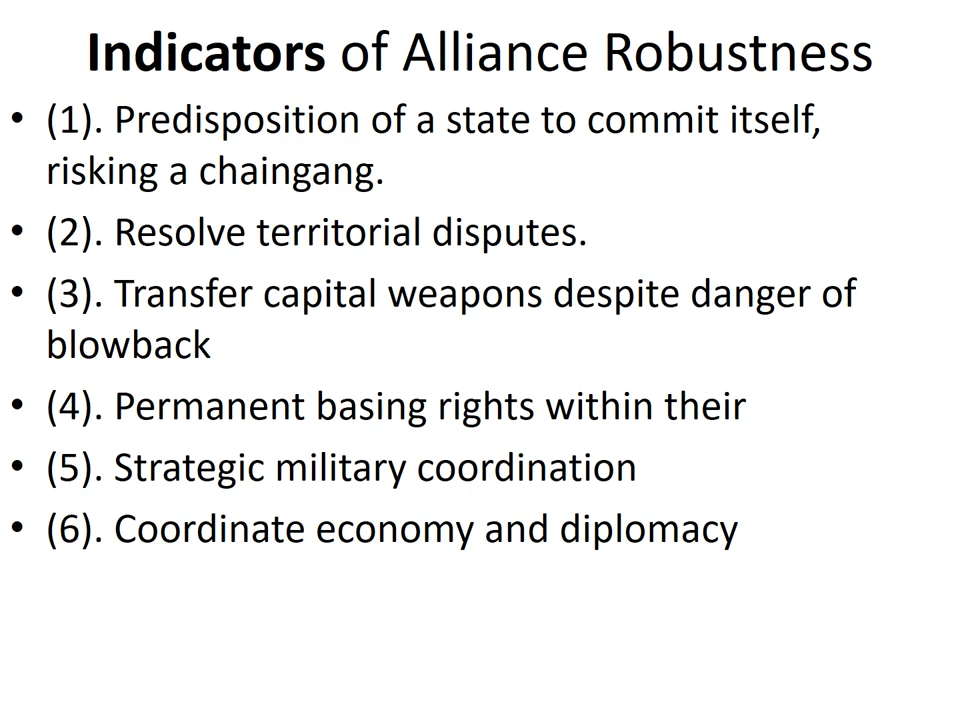 Indicators of Alliance Robustness
• (1). Predisposition of a state to commit itself,
risking a chaingang.
• (2). Resolve territorial disputes.
• (3). Transfer capital weapons despite danger of
blowback
• (4). Permanent basing rights within their
• (5). Strategic military coordination
• (6). Coordinate economy and diplomacy